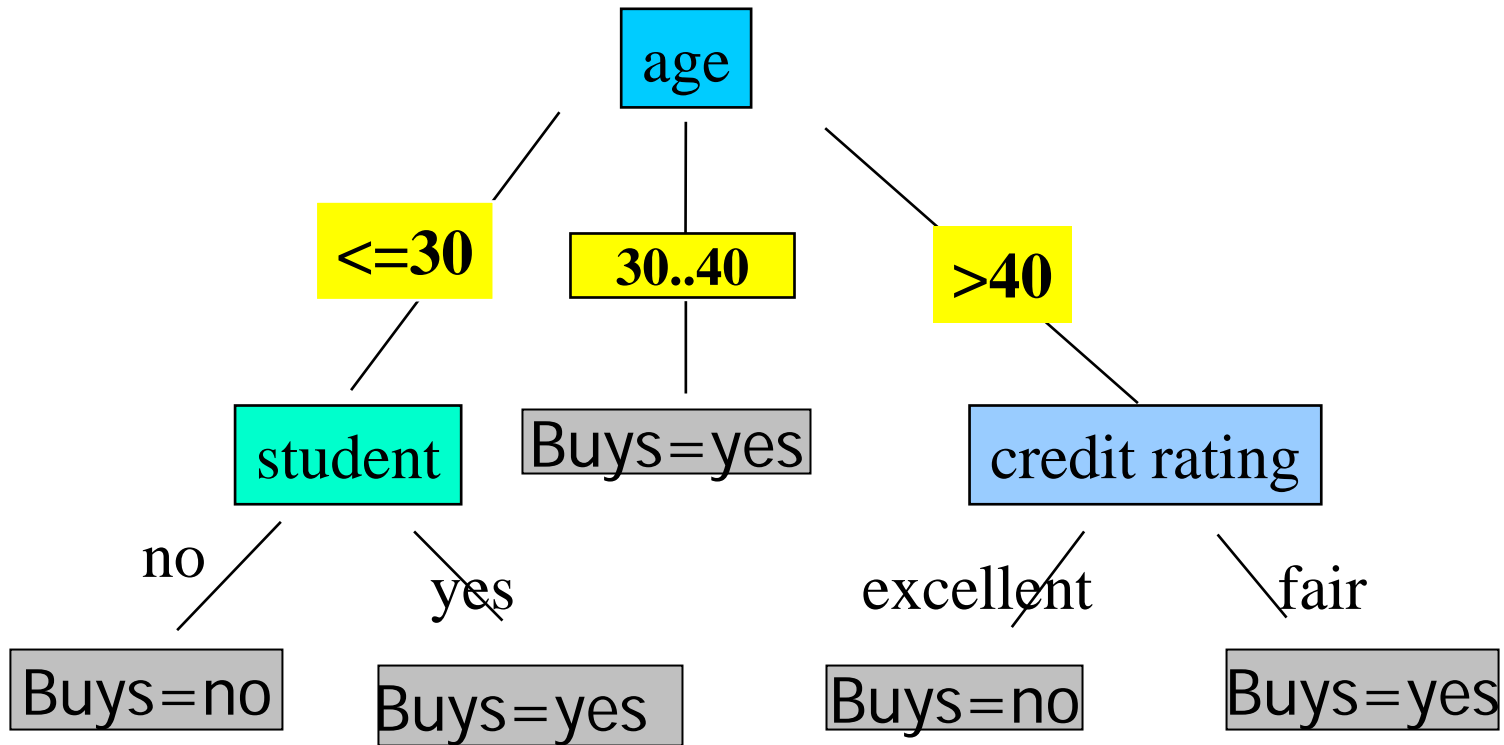 age
<=30
30..40
>40
student
Buys=yes
credit rating
no
yes
excellent
fair
Buys=no
Buys=yes
Buys=no
Buys=yes